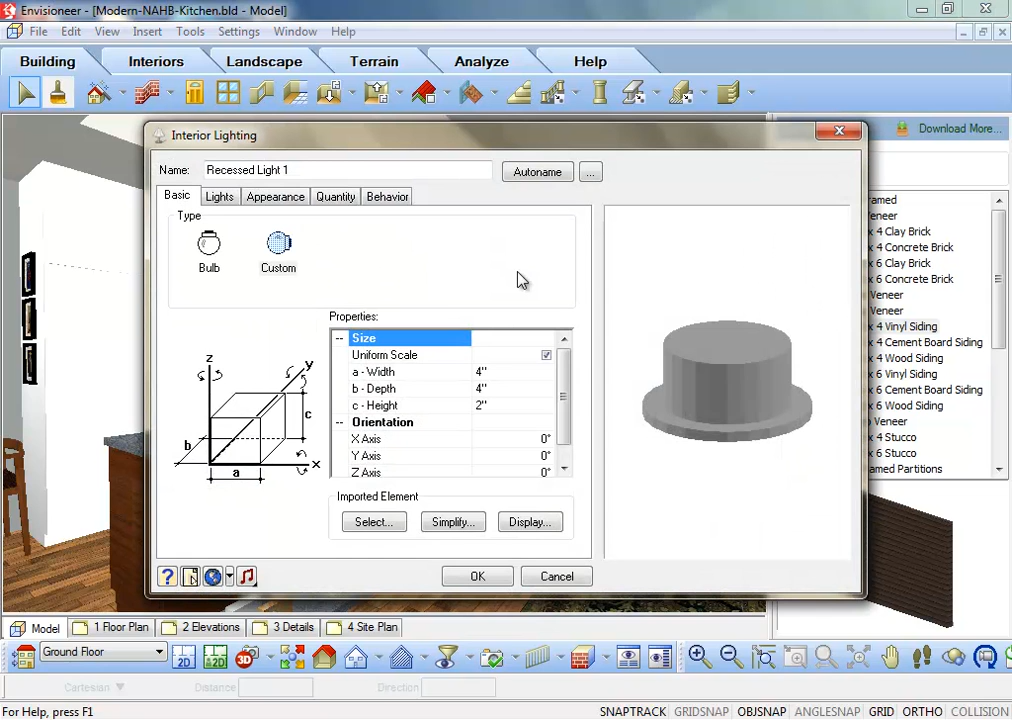 Envisioneer - [Modern-NAHB-Kitchen.bld - Model]
File Edit View Insert Tools Settings Window Help
Building Interiors Landscape Terrain Analyze Help
Download More...
Interior Lighting
Name: Recessed Light 1 Autoname ...
Basic Lights Appearance Quantity Behavior
Type
Bulb Custom
Properties:
-- Size
Uniform Scale
a - Width 4"
b - Depth 4"
c - Height 2"
-- Orientation
X Axis 0°
Y Axis 0°
Z Axis 0°
z
y
c
b
x
a
Imported Element
Select... Simplify... Display...
OK Cancel
ramed
Veneer
x 4 Clay Brick
x 4 Concrete Brick
x 6 Clay Brick
x 6 Concrete Brick
Veneer
Veneer
x 4 Vinyl Siding
x 4 Cement Board Siding
x 4 Wood Siding
x 6 Vinyl Siding
x 6 Cement Board Siding
x 6 Wood Siding
o Veneer
x 4 Stucco
x 6 Stucco
amed Partitions
Model 1 Floor Plan 2 Elevations 3 Details 4 Site Plan
Ground Floor 2D 2D 3D
Cartesian Distance Direction
For Help, press F1 SNAPTRACK GRIDSNAP OBJSNAP ANGLESNAP GRID ORTHO COLLISION